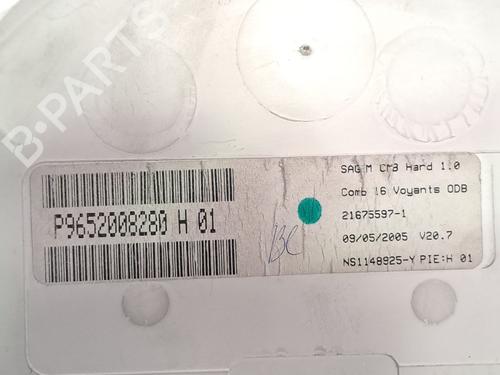 B-PARTS
SAG M CM3 Hard 1.0
Comb 16 Voyants ODB
P9652008280 H 01
21675597-1
09/05/2005 V20.7
NS1148925-Y PIE:H 01